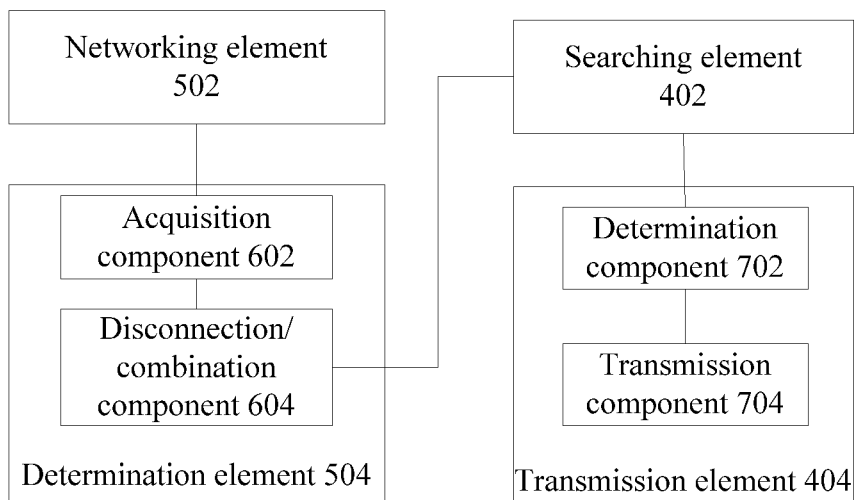 Networking element
502
Acquisition
component 602
Disconnection/
combination
component 604
Determination element 504
Searching element
402
Determination
component 702
Transmission
component 704
Transmission element 404